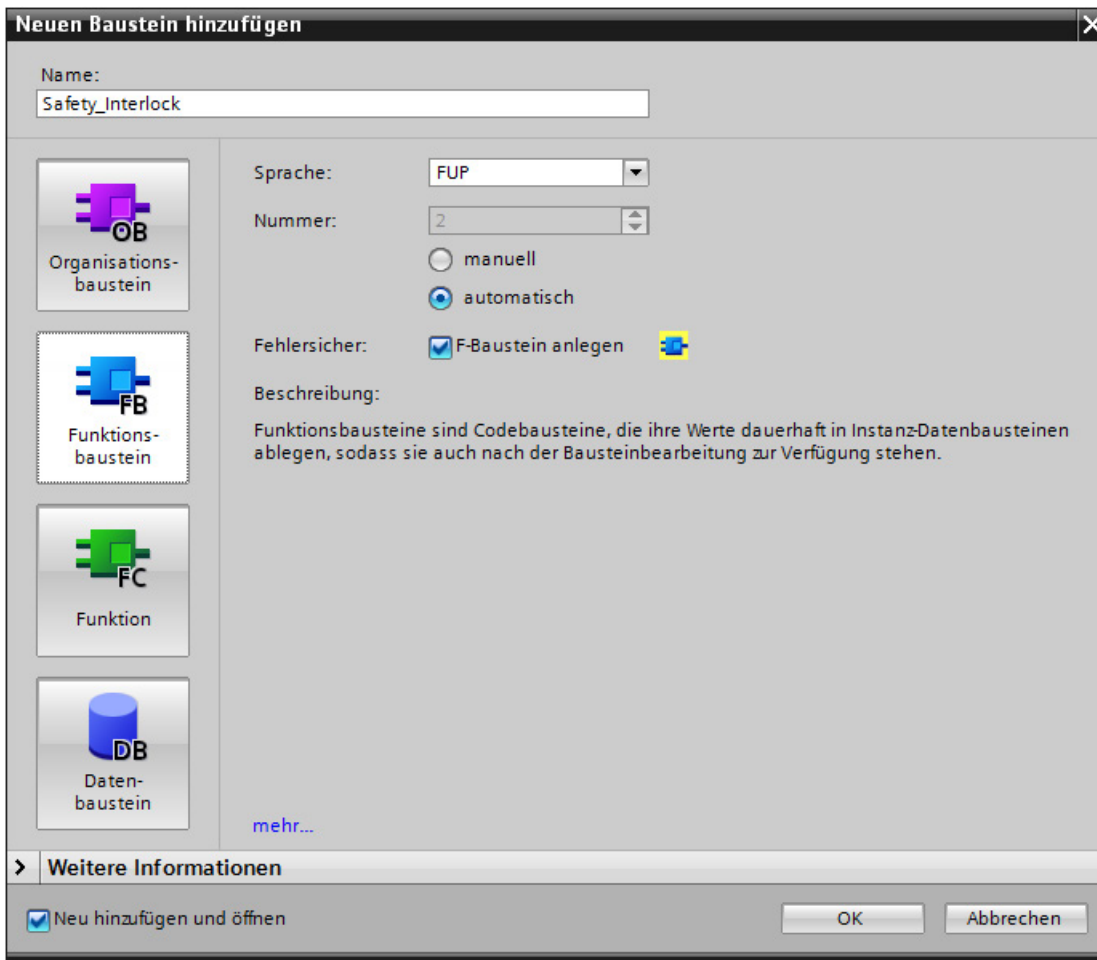 Neuen Baustein hinzufügen
Name:
Safety_Interlock
OB
Organisations-
baustein
FB
Funktions-
baustein
FC
Funktion
DB
Daten-
baustein
Sprache:
FUP
Nummer:
2
manuell
automatisch
Fehlersicher:
F-Baustein anlegen
Beschreibung:
Funktionsbausteine sind Codebausteine, die ihre Werte dauerhaft in Instanz-Datenbausteinen
ablegen, sodass sie auch nach der Bausteinbearbeitung zur Verfügung stehen.
mehr...
Weitere Informationen
Neu hinzufügen und öffnen
OK
Abbrechen